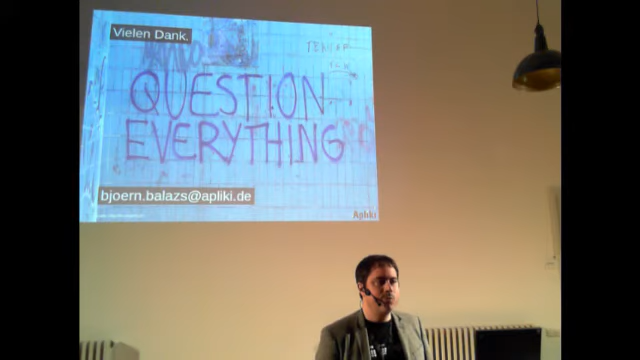 Vielen Dank.
QUESTION
EVERYTHING
bjoern.balazs@apliki.de
Apliki